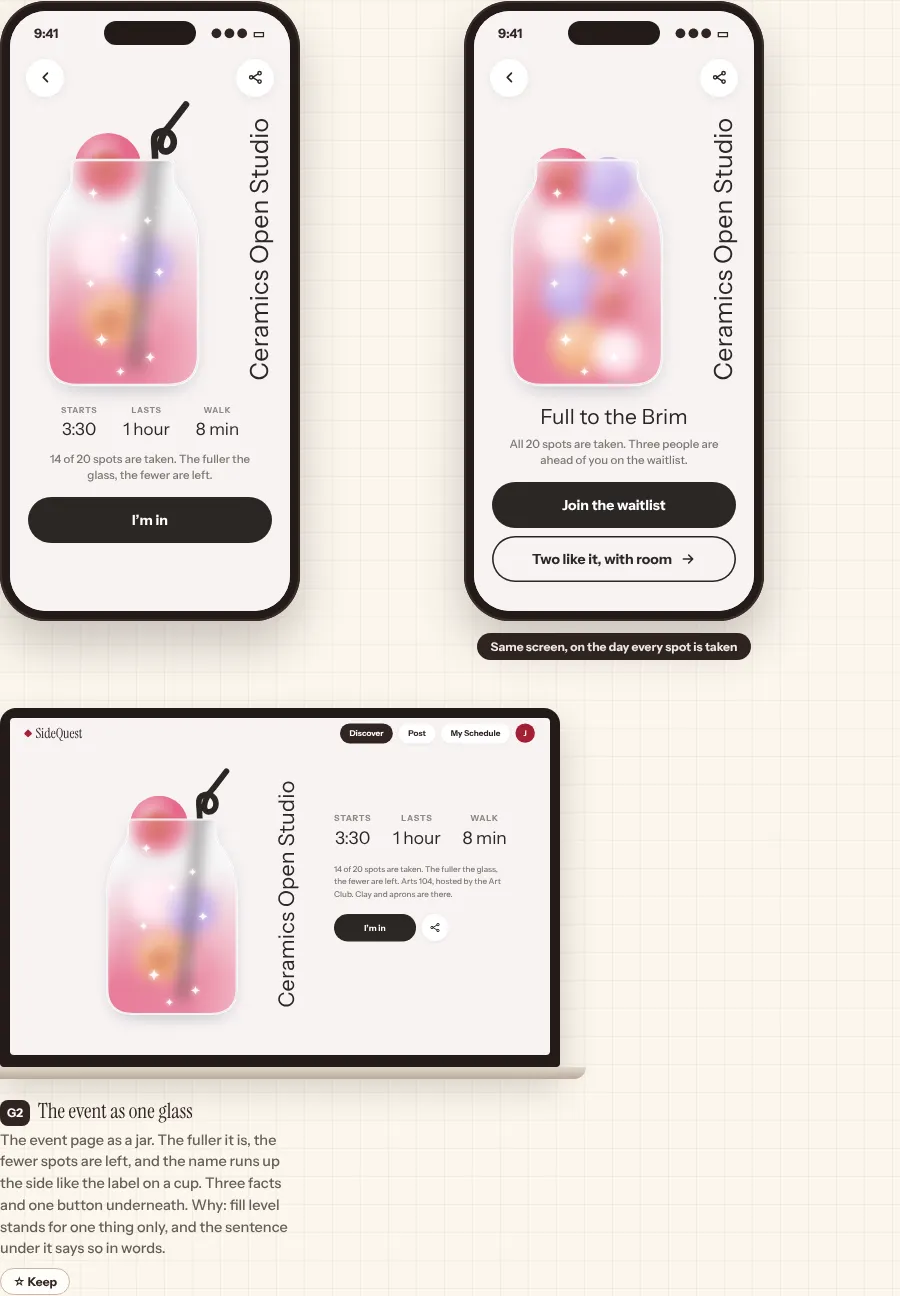 9:41
Ceramics Open Studio
STARTS LASTS WALK
3:30 1 hour 8 min
14 of 20 spots are taken. The fuller the
glass, the fewer are left.
I'm in
9:41
Ceramics Open Studio
Full to the Brim
All 20 spots are taken. Three people are
ahead of you on the waitlist.
Join the waitlist
Two like it, with room →
Same screen, on the day every spot is taken
SideQuest Discover Post My Schedule J
Ceramics Open Studio
STARTS LASTS WALK
3:30 1 hour 8 min
14 of 20 spots are taken. The fuller the glass,
the fewer are left. Arts 104, hosted by the Art
Club. Clay and aprons are there.
I'm in
G2 The event as one glass
The event page as a jar. The fuller it is, the
fewer spots are left, and the name runs up
the side like the label on a cup. Three facts
and one button underneath. Why: fill level
stands for one thing only, and the sentence
under it says so in words.
☆ Keep